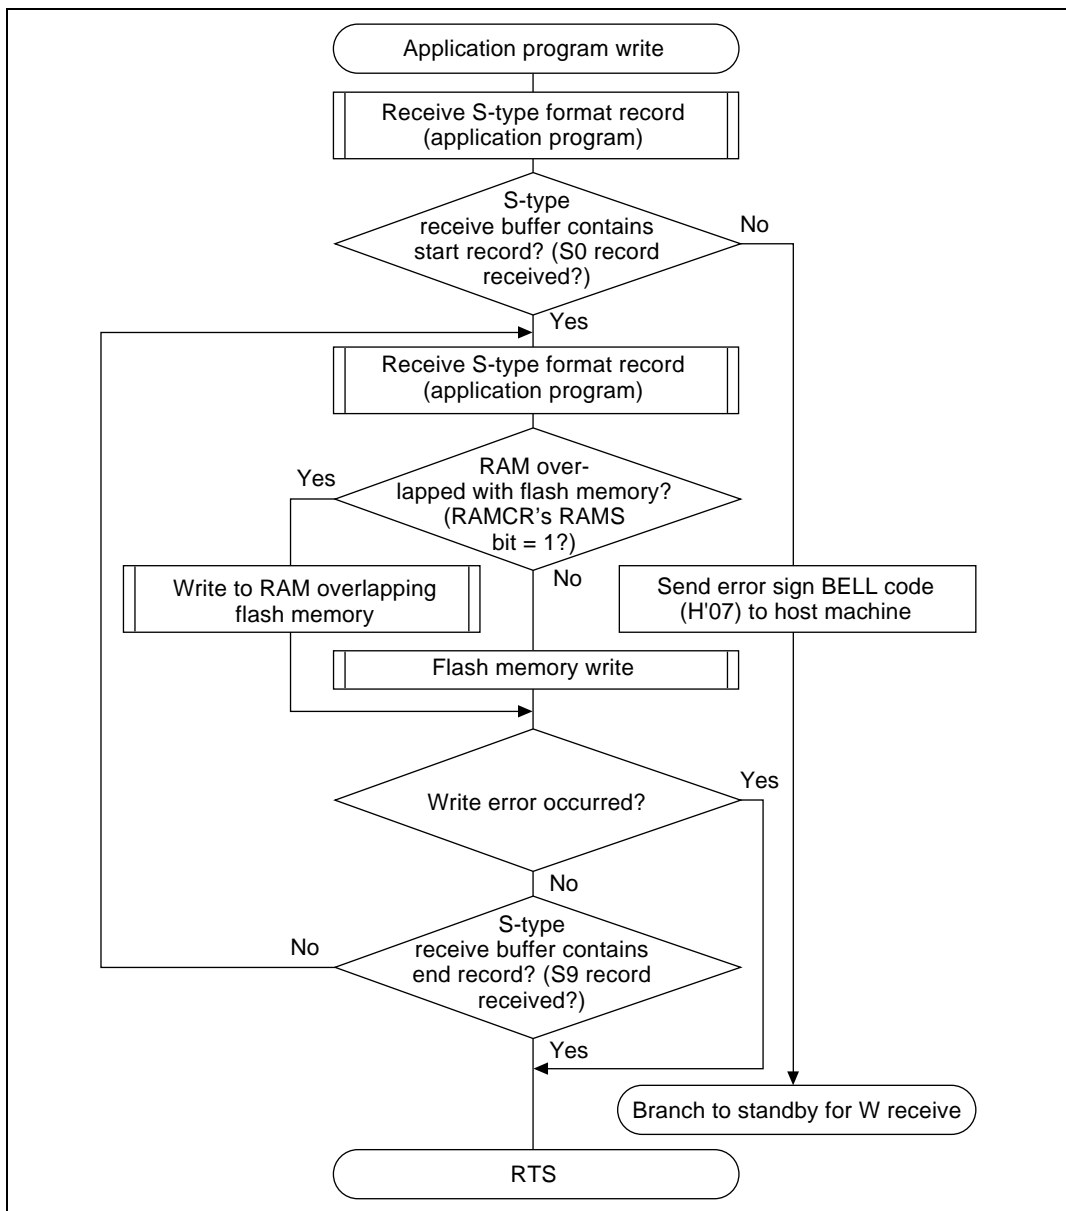 Application program write
Receive S-type format record
(application program)
S-type
receive buffer contains
start record? (S0 record
received?)
No
Yes
Receive S-type format record
(application program)
RAM over-
lapped with flash memory?
(RAMCR's RAMS
bit = 1?)
Yes
No
Write to RAM overlapping
flash memory
Send error sign BELL code
(H'07) to host machine
Flash memory write
Write error occurred?
Yes
No
S-type
receive buffer contains
end record? (S9 record
received?)
No
Yes
Branch to standby for W receive
RTS